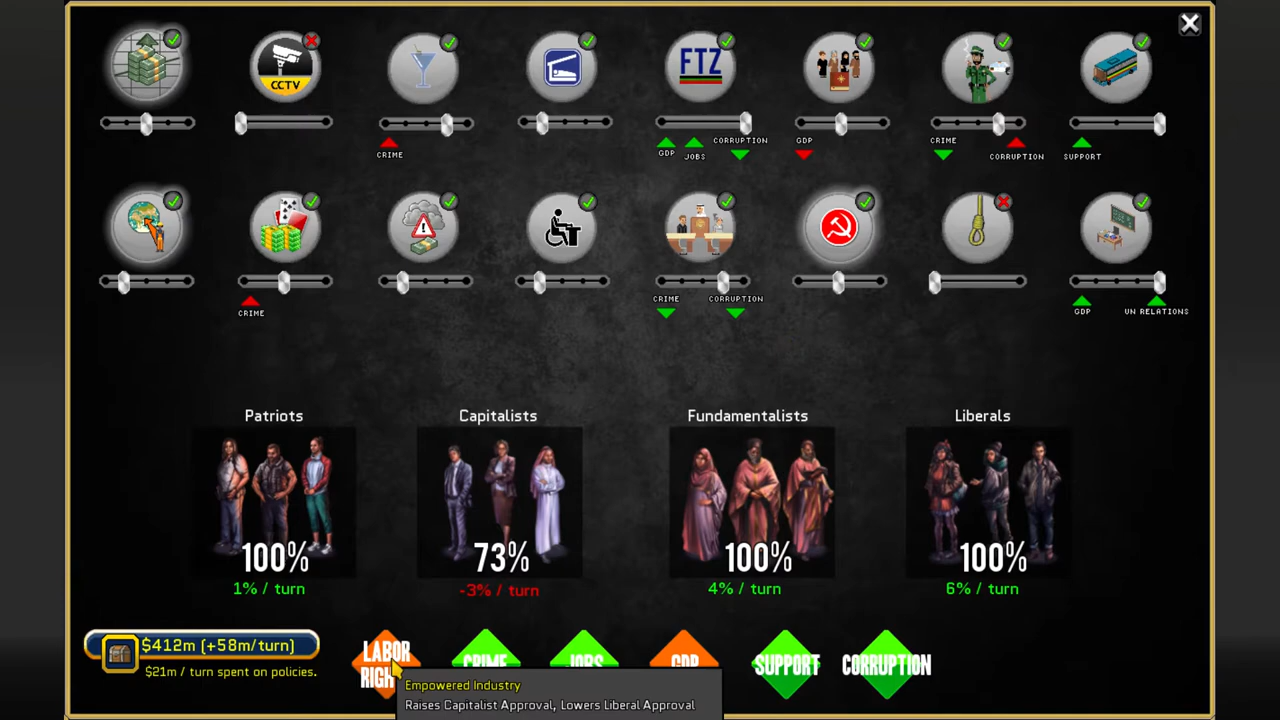 CCTV
FTZ
CRIME
GDP
JOBS
CORRUPTION
GDP
CRIME
CORRUPTION
SUPPORT
CRIME
CRIME
CORRUPTION
GDP
UN RELATIONS
Patriots
Capitalists
Fundamentalists
Liberals
100%
73%
100%
100%
1% / turn
-3% / turn
4% / turn
6% / turn
$412m (+58m/turn)
$21m / turn spent on policies.
LABOR
CRIME
JOBS
GDP
SUPPORT
CORRUPTION
Empowered Industry
Raises Capitalist Approval, Lowers Liberal Approval